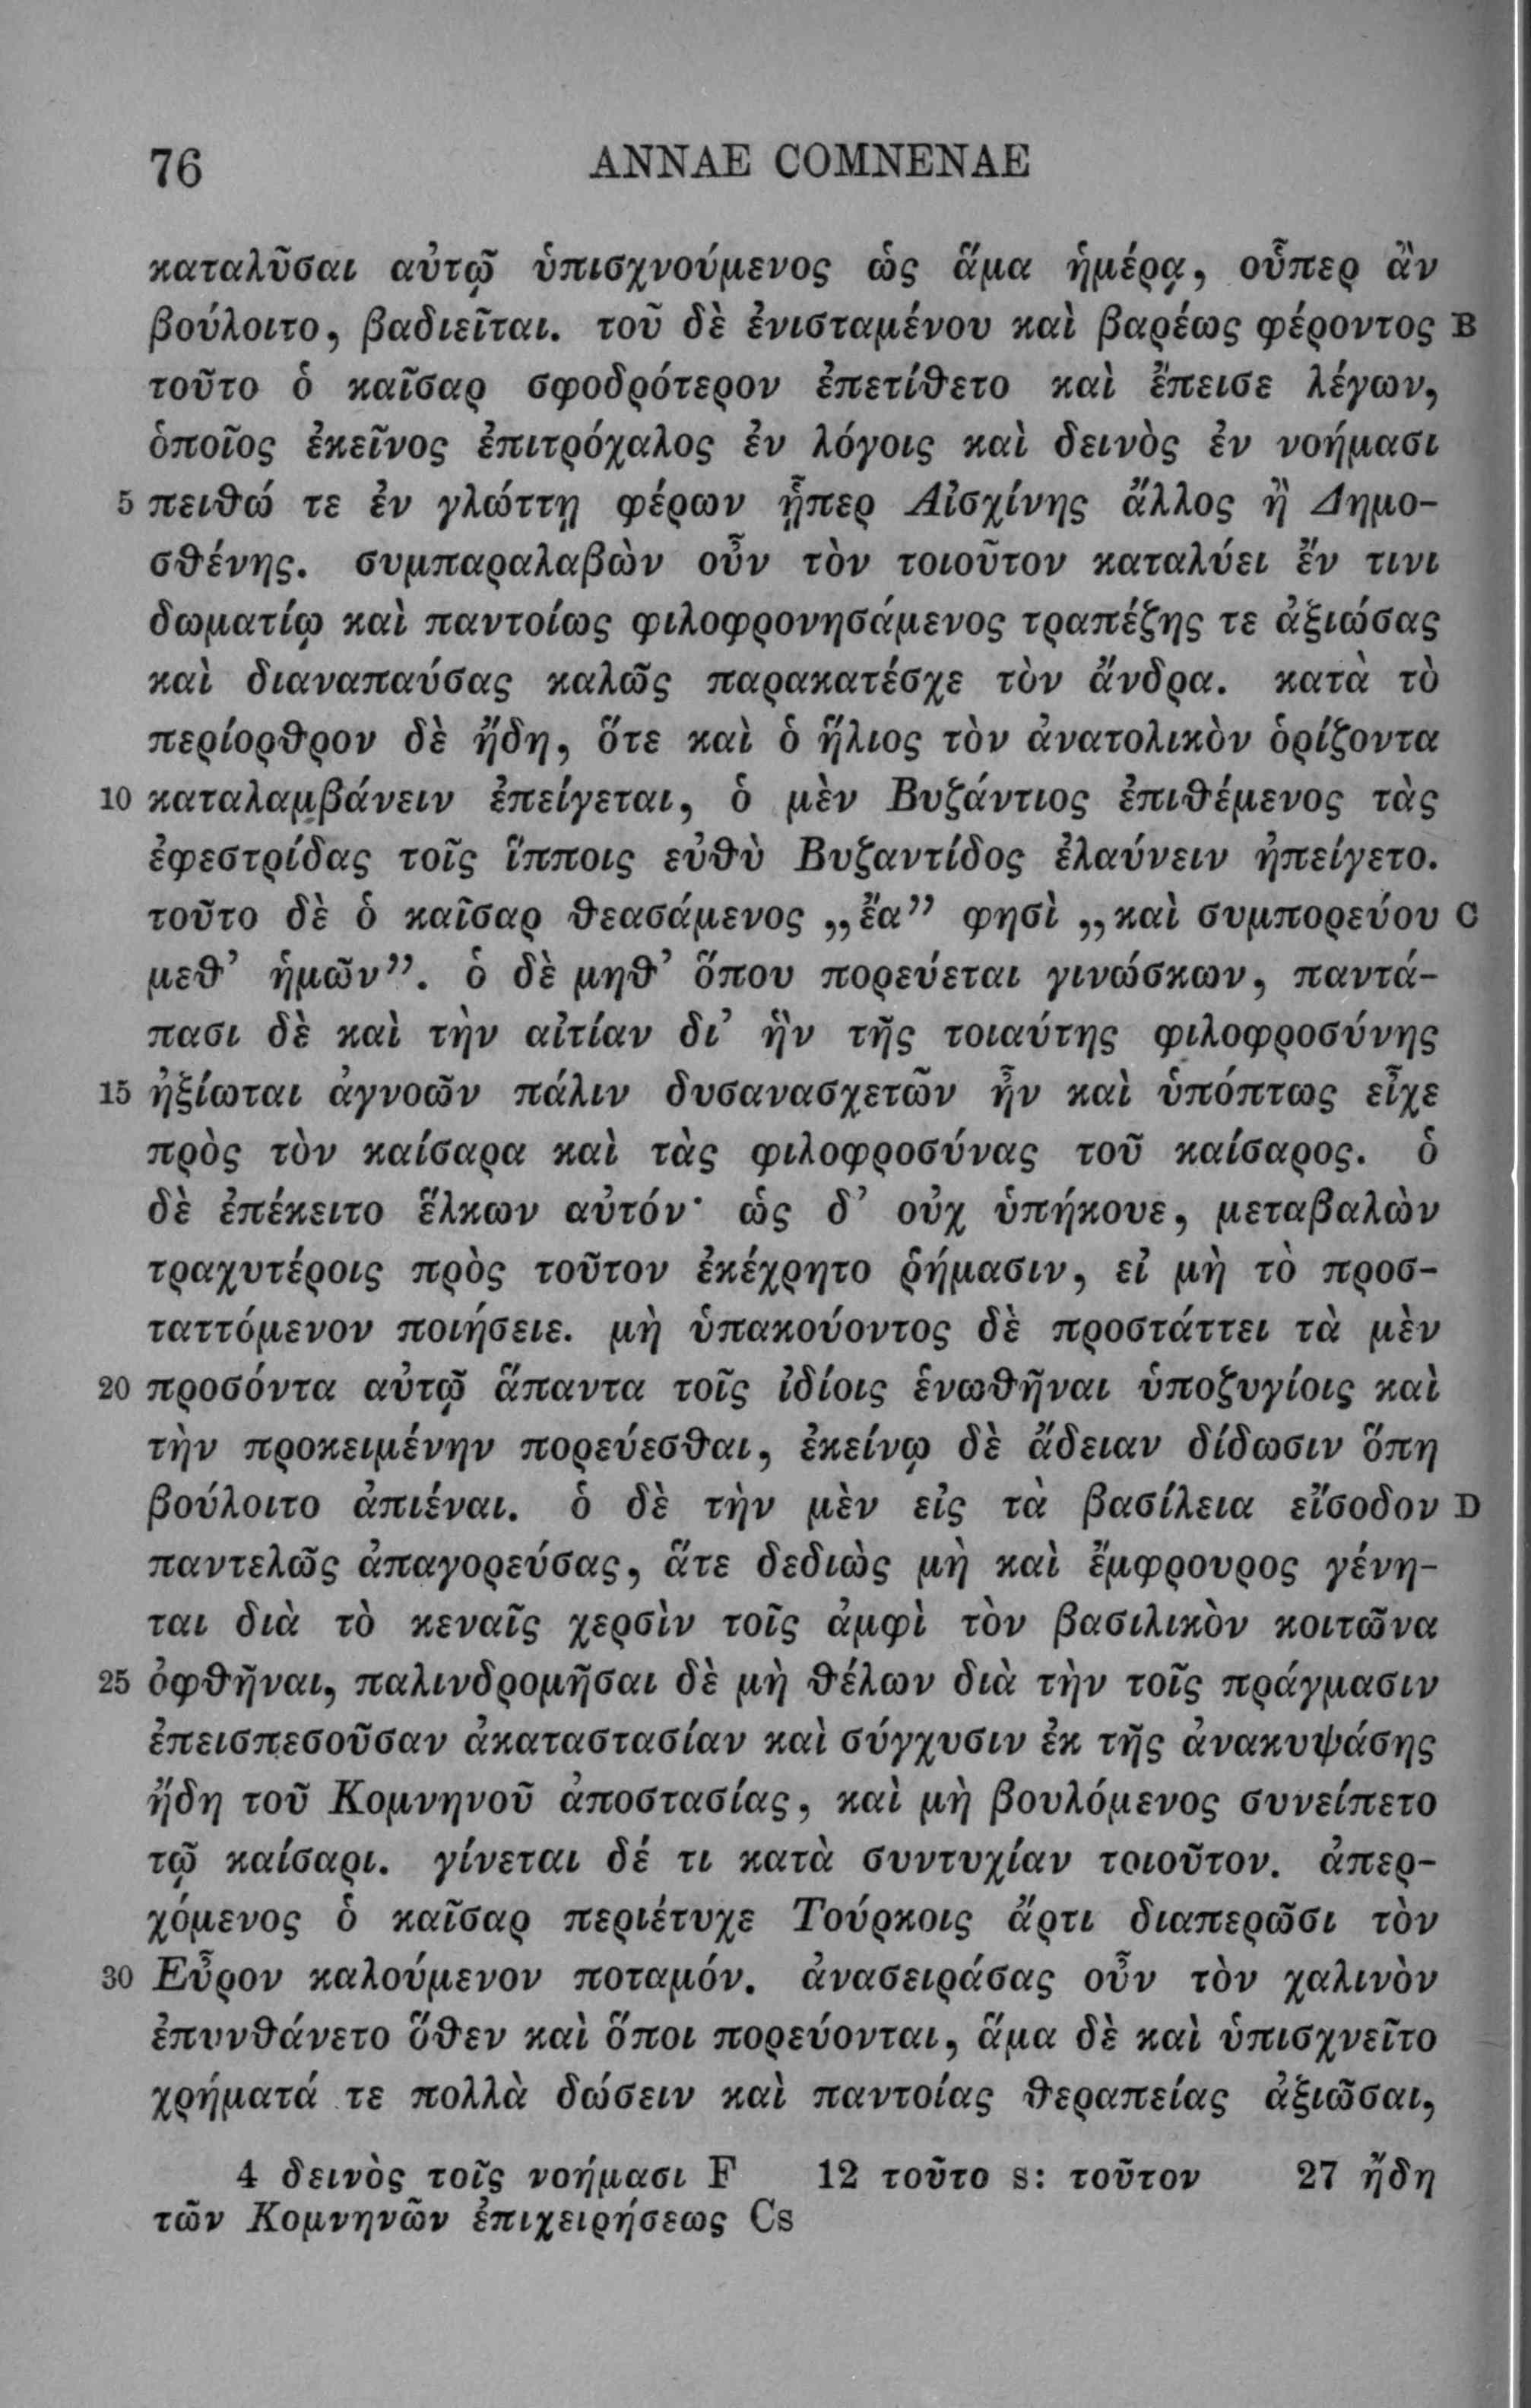 76 ANNAE COMNENAE
καταλῦσαι αὐτῷ ὑπισχνούμενος ὡς ἅμα ἡμέρᾳ, οὗπερ ἂν
βούλοιτο, βαδιεῖται. τοῦ δὲ ἐνισταμένου καὶ βαρέως φέροντος B
τοῦτο ὁ καῖσαρ σφοδρότερον ἐπετίθετο καὶ ἔπεισε λέγων,
ὁποῖος ἐκεῖνος ἐπιτρόχαλος ἐν λόγοις καὶ δεινὸς ἐν νοήμασι
5 πειθώ τε ἐν γλώττῃ φέρων ᾗπερ Αἰσχίνης ἄλλος ἢ Δημο-
σθένης. συμπαραλαβὼν οὖν τὸν τοιοῦτον καταλύει ἔν τινι
δωματίῳ καὶ παντοίως φιλοφρονησάμενος τραπέζης τε ἀξιώσας
καὶ διαναπαύσας καλῶς παρακατέσχε τὸν ἄνδρα. κατὰ τὸ
περίορθρον δὲ ἤδη, ὅτε καὶ ὁ ἥλιος τὸν ἀνατολικὸν ὁρίζοντα
10 καταλαμβάνειν ἐπείγεται, ὁ μὲν Βυζάντιος ἐπιθέμενος τὰς
ἐφεστρίδας τοῖς ἵπποις εὐθὺ Βυζαντίδος ἐλαύνειν ἠπείγετο.
τοῦτο δὲ ὁ καῖσαρ θεασάμενος „ἔα” φησὶ „καὶ συμπορεύου C
μεθ’ ἡμῶν”. ὁ δὲ μηθ’ ὅπου πορεύεται γινώσκων, παντά-
πασι δὲ καὶ τὴν αἰτίαν δι’ ἣν τῆς τοιαύτης φιλοφροσύνης
15 ἠξίωται ἀγνοῶν πάλιν δυσανασχετῶν ἦν καὶ ὑπόπτως εἶχε
πρὸς τὸν καίσαρα καὶ τὰς φιλοφροσύνας τοῦ καίσαρος. ὁ
δὲ ἐπέκειτο ἕλκων αὐτόν· ὡς δ’ οὐχ ὑπήκουε, μεταβαλὼν
τραχυτέροις πρὸς τοῦτον ἐκέχρητο ῥήμασιν, εἰ μὴ τὸ προσ-
ταττόμενον ποιήσειε. μὴ ὑπακούοντος δὲ προστάττει τὰ μὲν
20 προσόντα αὐτῷ ἅπαντα τοῖς ἰδίοις ἑνωθῆναι ὑποζυγίοις καὶ
τὴν προκειμένην πορεύεσθαι, ἐκείνῳ δὲ ἄδειαν δίδωσιν ὅπη
βούλοιτο ἀπιέναι. ὁ δὲ τὴν μὲν εἰς τὰ βασίλεια εἴσοδον D
παντελῶς ἀπαγορεύσας, ἅτε δεδιὼς μὴ καὶ ἔμφρουρος γένη-
ται διὰ τὸ κεναῖς χερσὶν τοῖς ἀμφὶ τὸν βασιλικὸν κοιτῶνα
25 ὀφθῆναι, παλινδρομῆσαι δὲ μὴ θέλων διὰ τὴν τοῖς πράγμασιν
ἐπεισπεσοῦσαν ἀκαταστασίαν καὶ σύγχυσιν ἐκ τῆς ἀνακυψάσης
ἤδη τοῦ Κομνηνοῦ ἀποστασίας, καὶ μὴ βουλόμενος συνείπετο
τῷ καίσαρι. γίνεται δέ τι κατὰ συντυχίαν τοιοῦτον. ἀπερ-
χόμενος ὁ καῖσαρ περιέτυχε Τούρκοις ἄρτι διαπερῶσι τὸν
30 Εὖρον καλούμενον ποταμόν. ἀνασειράσας οὖν τὸν χαλινὸν
ἐπυνθάνετο ὅθεν καὶ ὅποι πορεύονται, ἅμα δὲ καὶ ὑπισχνεῖτο
χρήματά τε πολλὰ δώσειν καὶ παντοίας θεραπείας ἀξιῶσαι,
4 δεινὸς τοῖς νοήμασι F 12 τοῦτο s: τοῦτον 27 ἤδη
τῶν Κομνηνῶν ἐπιχειρήσεως Cs